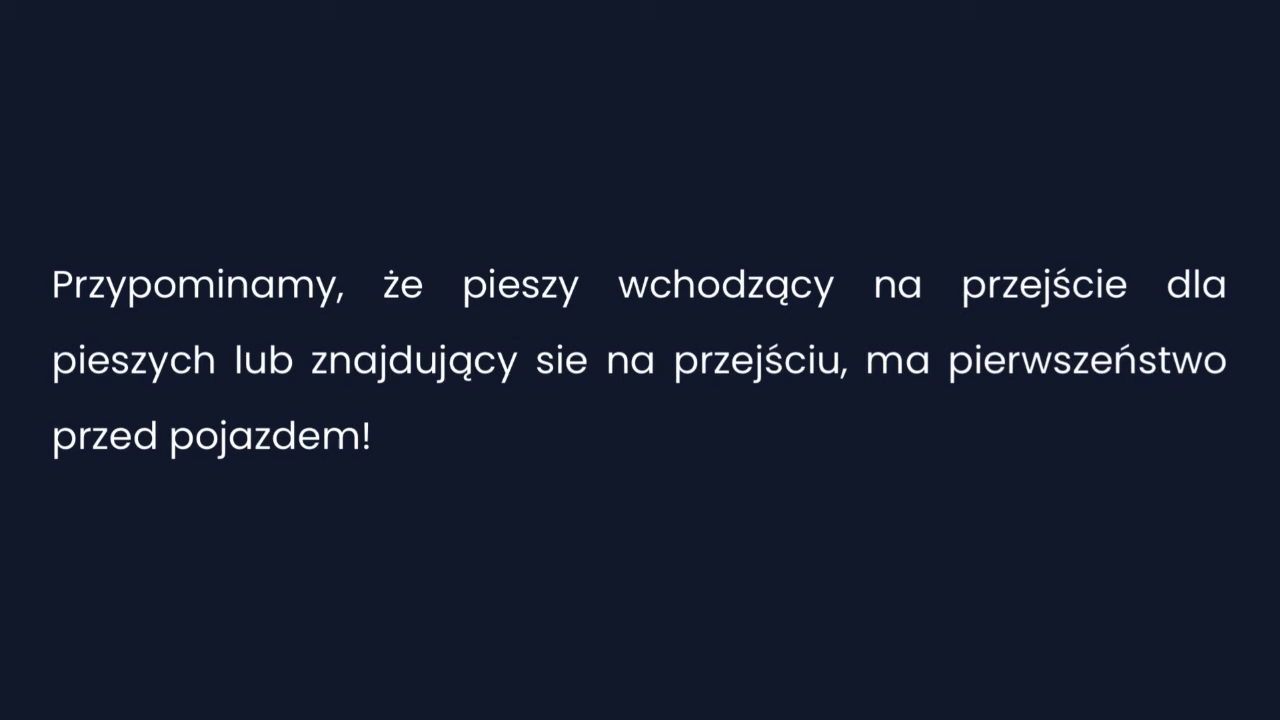 Przypominamy, że pieszy wchodzący na przejście dla
pieszych lub znajdujący sie na przejściu, ma pierwszeństwo
przed pojazdem!